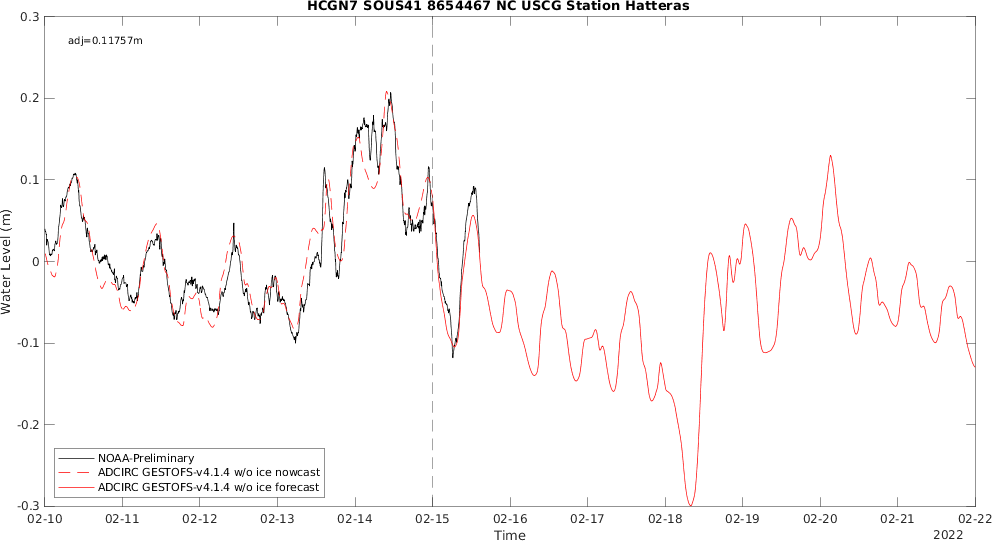 HCGN7 SOUS41 8654467 NC USCG Station Hatteras
adj=0.11757m
Water Level (m)
0.3
0.2
0.1
0
-0.1
-0.2
-0.3
NOAA-Preliminary
ADCIRC GESTOFS-v4.1.4 w/o ice nowcast
ADCIRC GESTOFS-v4.1.4 w/o ice forecast
02-10 02-11 02-12 02-13 02-14 02-15 02-16 02-17 02-18 02-19 02-20 02-21 02-22
Time
2022